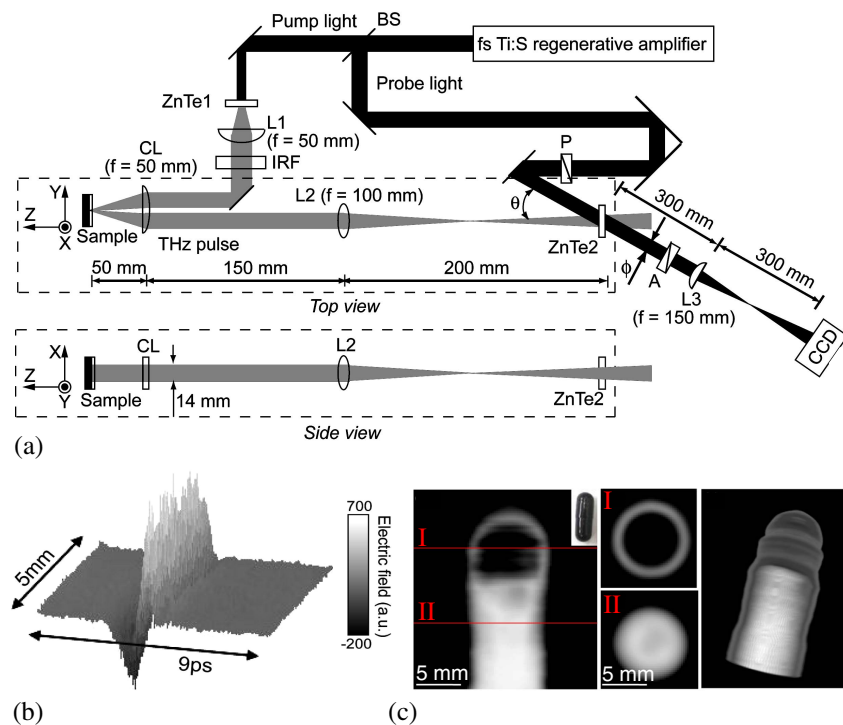 Pump light
BS
fs Ti:S regenerative amplifier
Probe light
ZnTe1
L1
(f = 50 mm)
IRF
P
CL
(f = 50 mm)
L2 (f = 100 mm)
Y
Z
X
Sample
THz pulse
θ
ZnTe2
300 mm
300 mm
ϕ
A
L3
(f = 150 mm)
CCD
50 mm
150 mm
200 mm
Top view
X
Z
Y
Sample
CL
14 mm
L2
ZnTe2
Side view
(a)
5mm
9ps
700
-200
Electric field (a.u.)
(b)
I
II
5 mm
I
II
5 mm
(c)